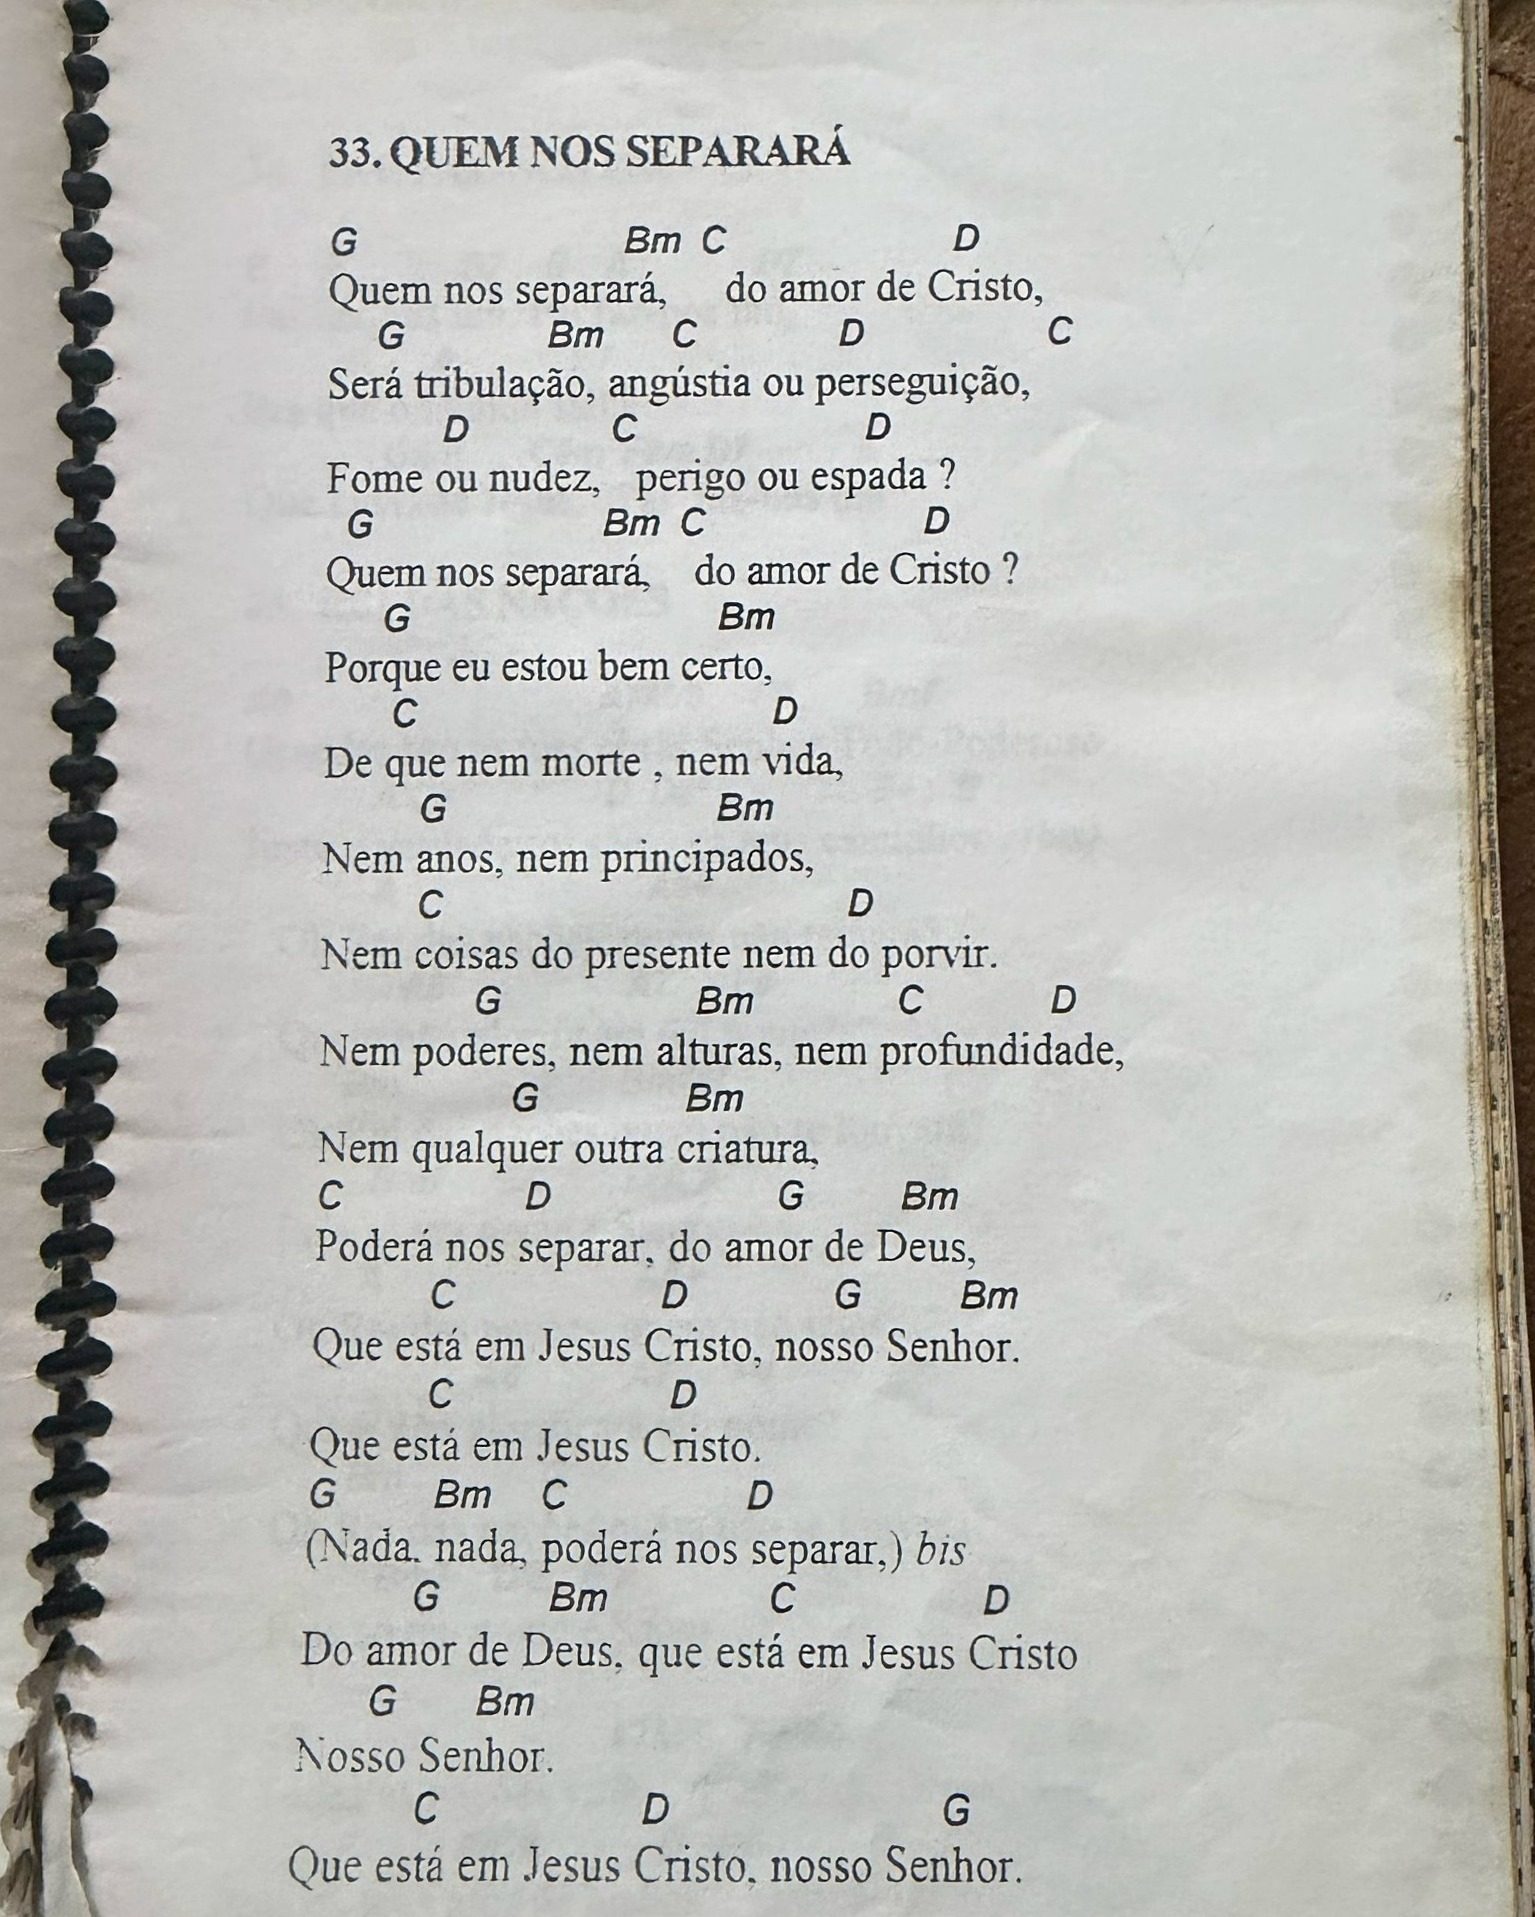 33. QUEM NOS SEPARARÁ
G Bm C D
Quem nos separará, do amor de Cristo,
G Bm C D C
Será tribulação, angústia ou perseguição,
D C D
Fome ou nudez, perigo ou espada ?
G Bm C D
Quem nos separará, do amor de Cristo ?
G Bm
Porque eu estou bem certo,
C D
De que nem morte , nem vida,
G Bm
Nem anos, nem principados,
C D
Nem coisas do presente nem do porvir.
G Bm C D
Nem poderes, nem alturas, nem profundidade,
G Bm
Nem qualquer outra criatura,
C D G Bm
Poderá nos separar, do amor de Deus,
C D G Bm
Que está em Jesus Cristo, nosso Senhor.
C D
Que está em Jesus Cristo.
G Bm C D
(Nada, nada, poderá nos separar,) bis
G Bm C D
Do amor de Deus, que está em Jesus Cristo
G Bm
Nosso Senhor.
C D G
Que está em Jesus Cristo, nosso Senhor.